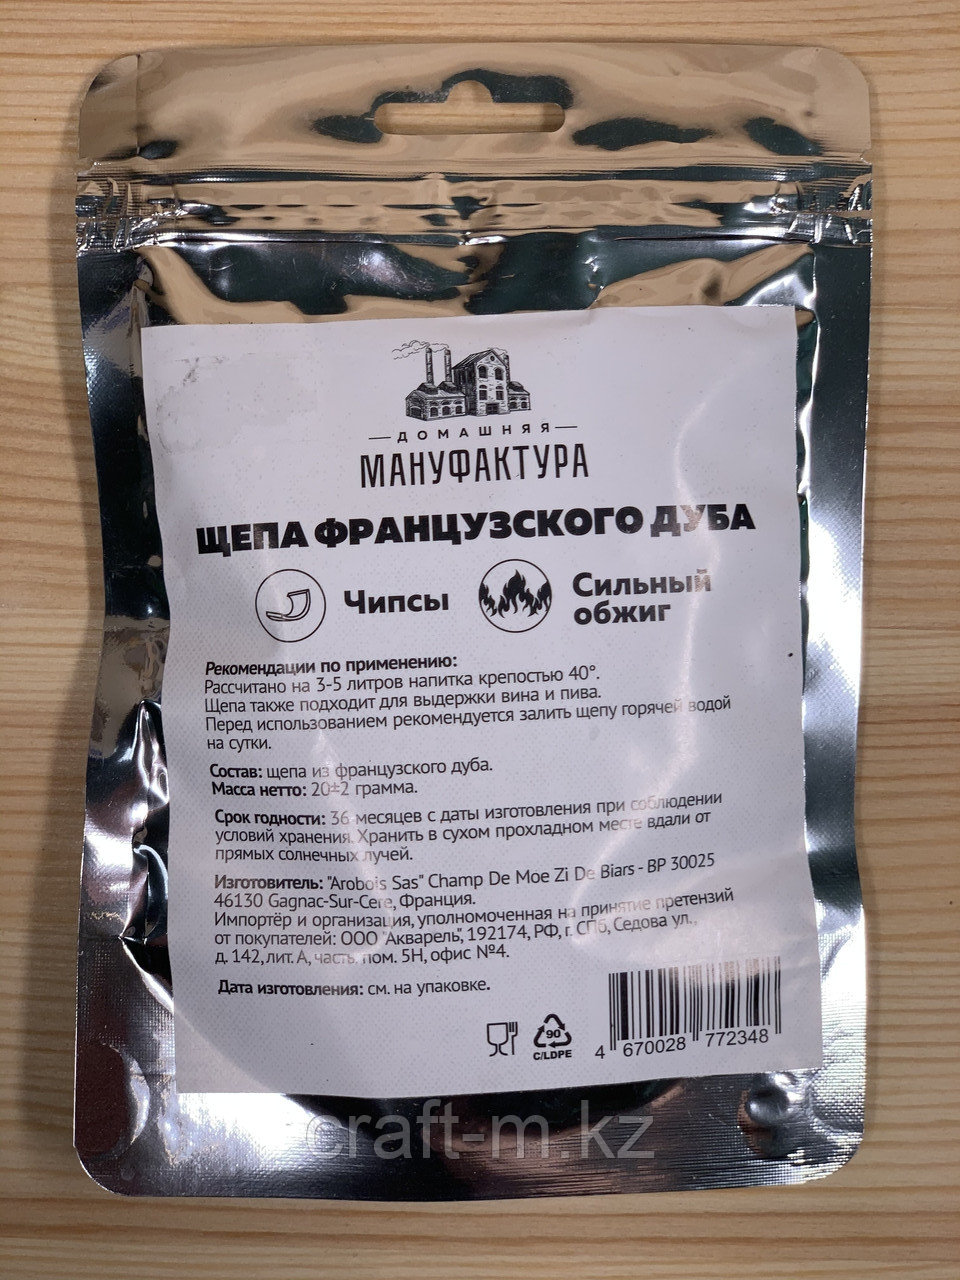 ДОМАШНЯЯ
МАНУФАКТУРА
ЩЕПА ФРАНЦУЗСКОГО ДУБА
Чипсы
Сильный
обжиг
Рекомендации по применению:
Рассчитано на 3-5 литров напитка крепостью 40°.
Щепа также подходит для выдержки вина и пива.
Перед использованием рекомендуется залить щепу горячей водой
на сутки.
Состав: щепа из французского дуба.
Масса нетто: 20±2 грамма.
Срок годности: 36 месяцев с даты изготовления при соблюдении
условий хранения. Хранить в сухом прохладном месте вдали от
прямых солнечных лучей.
Изготовитель: "Arobois Sas" Champ De Moe Zi De Biars - BP 30025
46130 Gagnac-Sur-Cere, Франция.
Импортёр и организация, уполномоченная на принятие претензий
от покупателей: ООО "Акварель", 192174, РФ, г. СПб, Седова ул.,
д. 142, лит. А, часть пом. 5Н, офис №4.
Дата изготовления: см. на упаковке.
90
C/LDPE
4 670028 772348
craft-m.kz